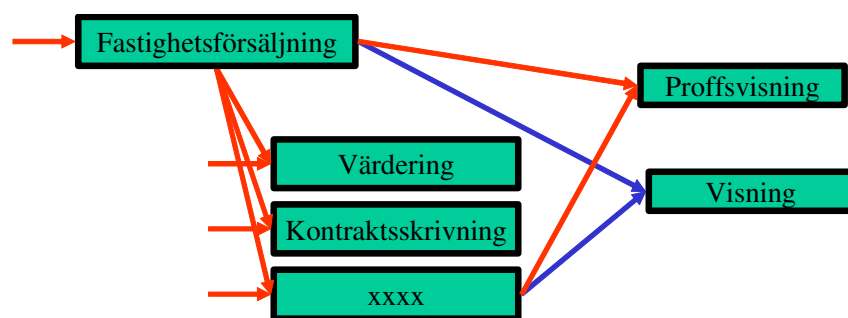 Fastighetsförsäljning
Proffsvisning
Värdering
Visning
Kontraktsskrivning
xxxx